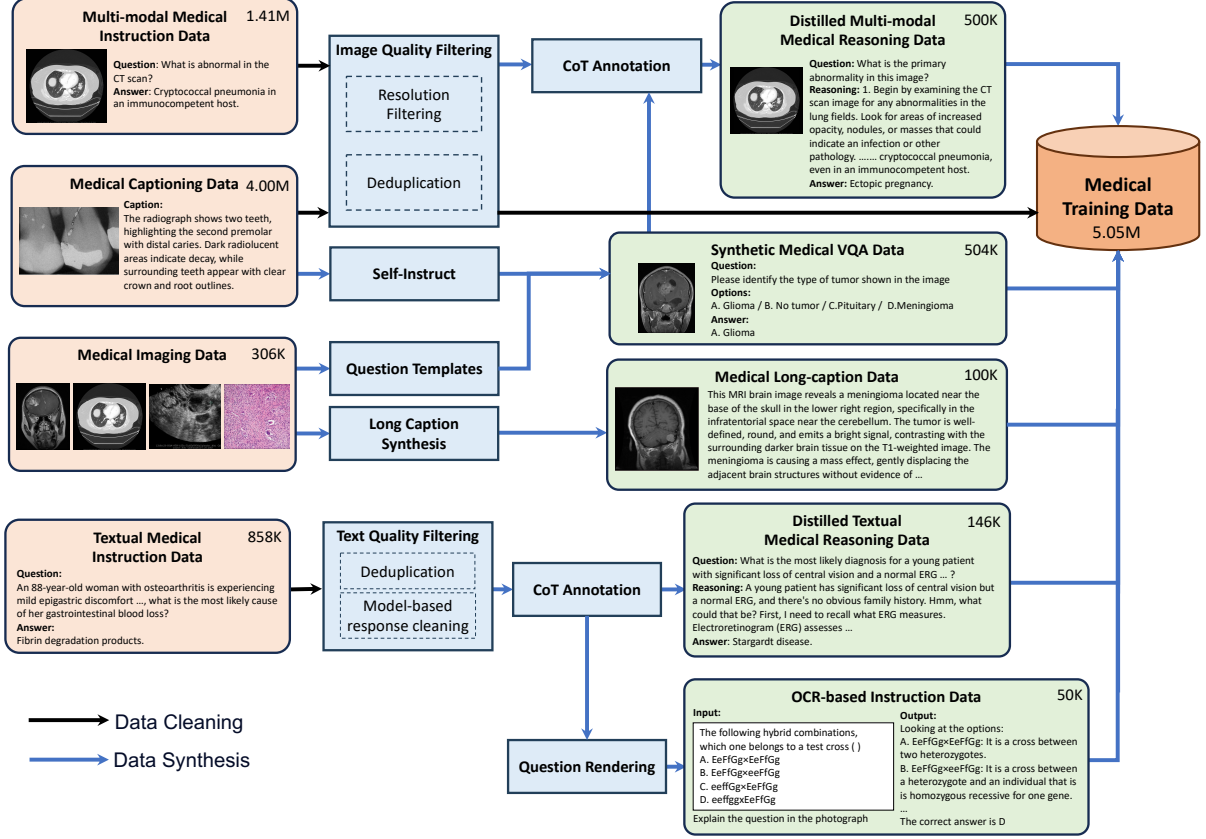 Multi-modal Medical
Instruction Data
1.41M
Question: What is abnormal in the
CT scan?
Answer: Cryptococcal pneumonia in
an immunocompetent host.
Image Quality Filtering
Resolution
Filtering
Deduplication
CoT Annotation
Distilled Multi-modal
Medical Reasoning Data
500K
Question: What is the primary
abnormality in this image?
Reasoning: 1. Begin by examining the CT
scan image for any abnormalities in the
lung fields. Look for areas of increased
opacity, nodules, or masses that could
indicate an infection or other
pathology. …… cryptococcal pneumonia,
even in an immunocompetent host.
Answer: Ectopic pregnancy.
Medical
Training Data
5.05M
Medical Captioning Data
4.00M
Caption:
The radiograph shows two teeth,
highlighting the second premolar
with distal caries. Dark radiolucent
areas indicate decay, while
surrounding teeth appear with clear
crown and root outlines.
Self-Instruct
Synthetic Medical VQA Data
504K
Question:
Please identify the type of tumor shown in the image
Options:
A. Glioma / B. No tumor / C.Pituitary / D.Meningioma
Answer:
A. Glioma
Medical Imaging Data
306K
Question Templates
Long Caption
Synthesis
Medical Long-caption Data
100K
This MRI brain image reveals a meningioma located near the
base of the skull in the lower right region, specifically in the
infratentorial space near the cerebellum. The tumor is well-
defined, round, and emits a bright signal, contrasting with the
surrounding darker brain tissue on the T1-weighted image. The
meningioma is causing a mass effect, gently displacing the
adjacent brain structures without evidence of …
Textual Medical
Instruction Data
858K
Question:
An 88-year-old woman with osteoarthritis is experiencing
mild epigastric discomfort …, what is the most likely cause
of her gastrointestinal blood loss?
Answer:
Fibrin degradation products.
Text Quality Filtering
Deduplication
Model-based
response cleaning
CoT Annotation
Distilled Textual
Medical Reasoning Data
146K
Question: What is the most likely diagnosis for a young patient
with significant loss of central vision and a normal ERG … ?
Reasoning: A young patient has significant loss of central vision but
a normal ERG, and there's no obvious family history. Hmm, what
could that be? First, I need to recall what ERG measures.
Electroretinogram (ERG) assesses …
Answer: Stargardt disease.
Data Cleaning
Data Synthesis
Question Rendering
OCR-based Instruction Data
50K
Input:
The following hybrid combinations,
which one belongs to a test cross ( )
A. EeFfGg×EeFfGg
B. EeFfGg×eeFfGg
C. eeffGg×EeFfGg
D. eeffggxEeFfGg
Explain the question in the photograph
Output:
Looking at the options:
A. EeFfGg×EeFfGg: It is a cross between
two heterozygotes.
B. EeFfGg×eeFfGg: It is a cross between
a heterozygote and an individual that is
is homozygous recessive for one gene.
…
The correct answer is D